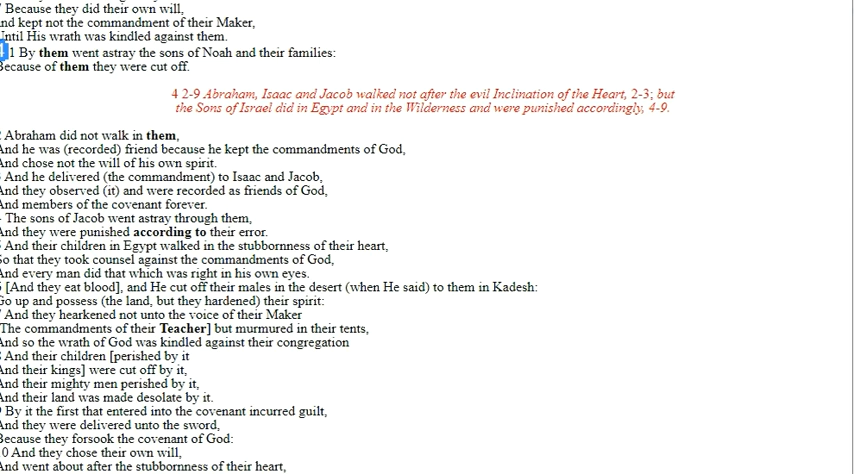 7 Because they did their own will,
And kept not the commandment of their Maker,
Until His wrath was kindled against them.
4 1 By them went astray the sons of Noah and their families:
Because of them they were cut off.
4 2-9 Abraham, Isaac and Jacob walked not after the evil Inclination of the Heart, 2-3; but
the Sons of Israel did in Egypt and in the Wilderness and were punished accordingly, 4-9.
2 Abraham did not walk in them,
And he was (recorded) friend because he kept the commandments of God,
And chose not the will of his own spirit.
3 And he delivered (the commandment) to Isaac and Jacob,
And they observed (it) and were recorded as friends of God,
And members of the covenant forever.
4 The sons of Jacob went astray through them,
And they were punished according to their error.
5 And their children in Egypt walked in the stubbornness of their heart,
So that they took counsel against the commandments of God,
And every man did that which was right in his own eyes.
6 [And they eat blood], and He cut off their males in the desert (when He said) to them in Kadesh:
Go up and possess (the land, but they hardened) their spirit:
7 And they hearkened not unto the voice of their Maker
[The commandments of their Teacher] but murmured in their tents,
And so the wrath of God was kindled against their congregation
8 And their children [perished by it
And their kings] were cut off by it,
And their mighty men perished by it,
And their land was made desolate by it.
9 By it the first that entered into the covenant incurred guilt,
And they were delivered unto the sword,
Because they forsook the covenant of God:
10 And they chose their own will,
And went about after the stubbornness of their heart,